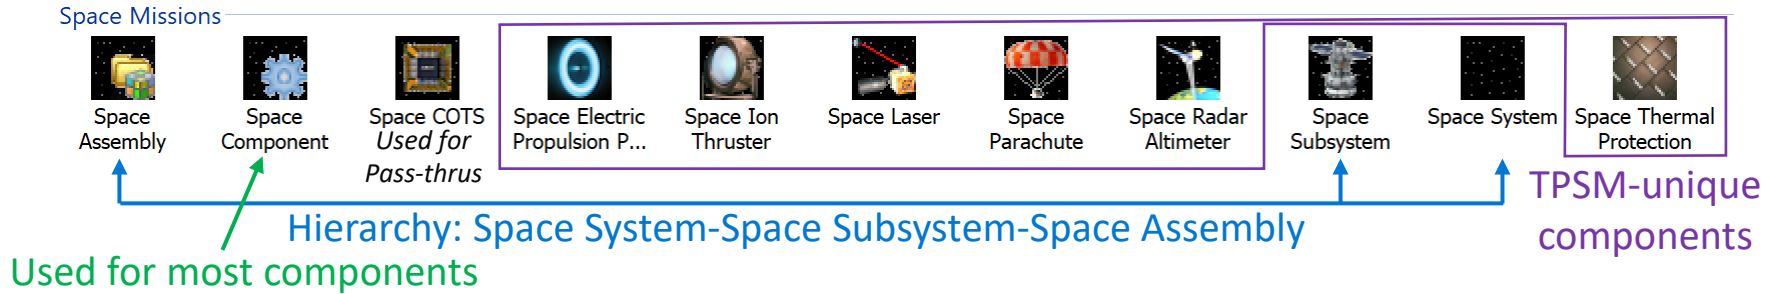 Space Missions
Space
Assembly
Space
Component
Space COTS
Used for
Pass-thrus
Space Electric
Propulsion P...
Space Ion
Thruster
Space Laser
Space
Parachute
Space Radar
Altimeter
Space
Subsystem
Space System
Space Thermal
Protection
TPSM-unique
components
Hierarchy: Space System-Space Subsystem-Space Assembly
Used for most components